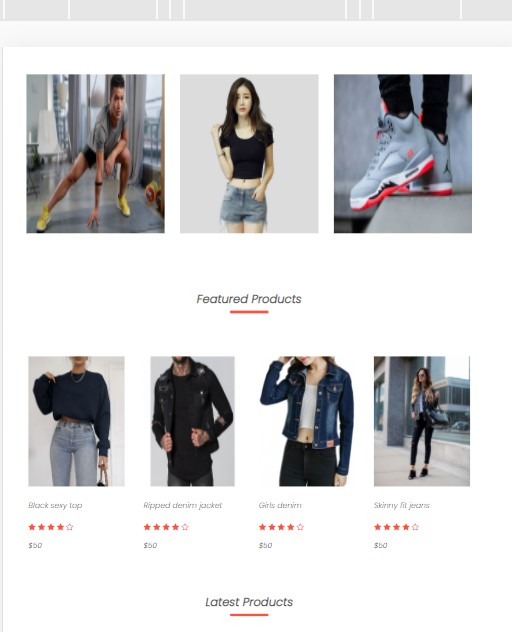 Featured Products
Black sexy top
Ripped denim jacket
Girls denim
Skinny fit jeans
$50
$50
$50
$50
Latest Products